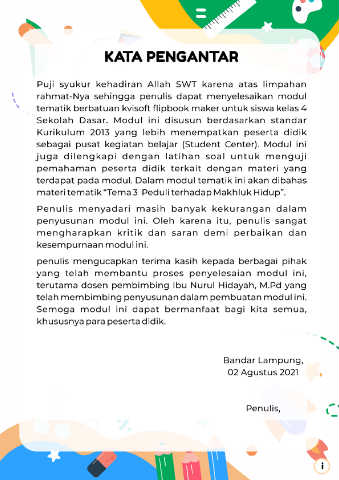 KATA PENGANTAR
Puji syukur kehadiran Allah SWT karena atas limpahan
rahmat-Nya sehingga penulis dapat menyelesaikan modul
tematik berbatuan kvisoft flipbook maker untuk siswa kelas 4
Sekolah Dasar. Modul ini disusun berdasarkan standar
Kurikulum 2013 yang lebih menempatkan peserta didik
sebagai pusat kegiatan belajar (Student Center). Modul ini
juga dilengkapi dengan latihan soal untuk menguji
pemahaman peserta didik terkait dengan materi yang
terdapat pada modul. Dalam modul tematik ini akan dibahas
materi tematik “Tema 3 Peduli terhadap Makhluk Hidup”.
Penulis menyadari masih banyak kekurangan dalam
penyusunan modul ini. Oleh karena itu, penulis sangat
mengharapkan kritik dan saran demi perbaikan dan
kesempurnaan modul ini.
penulis mengucapkan terima kasih kepada berbagai pihak
yang telah membantu proses penyelesaian modul ini,
terutama dosen pembimbing Ibu Nurul Hidayah, M.Pd yang
telah membimbing penyusunan dalam pembuatan modul ini.
Semoga modul ini dapat bermanfaat bagi kita semua,
khususnya para peserta didik.
Bandar Lampung,
02 Agustus 2021
Penulis,
i